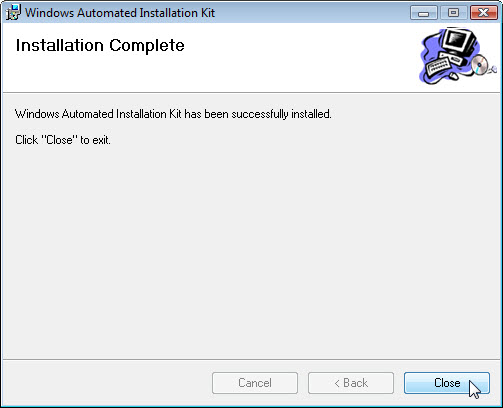 Windows Automated Installation Kit
Installation Complete
Windows Automated Installation Kit has been successfully installed.
Click "Close" to exit.
Cancel
< Back
Close